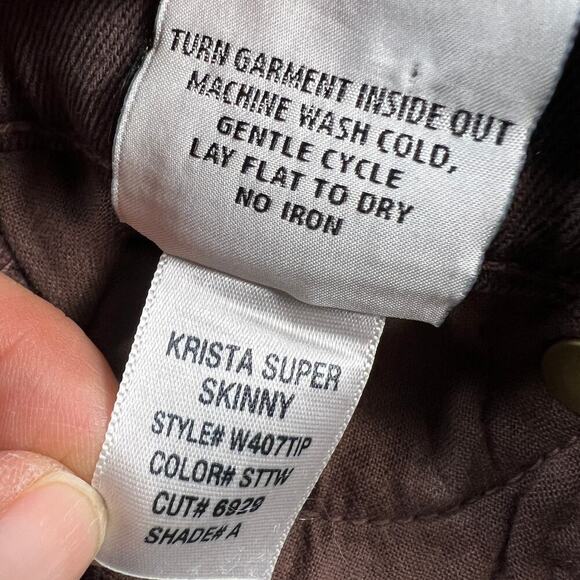 TURN GARMENT INSIDE OUT
MACHINE WASH COLD,
GENTLE CYCLE
LAY FLAT TO DRY
NO IRON
KRISTA SUPER
SKINNY
STYLE# W407TIP
COLOR# STTW
CUT# 6929
SHADE# A